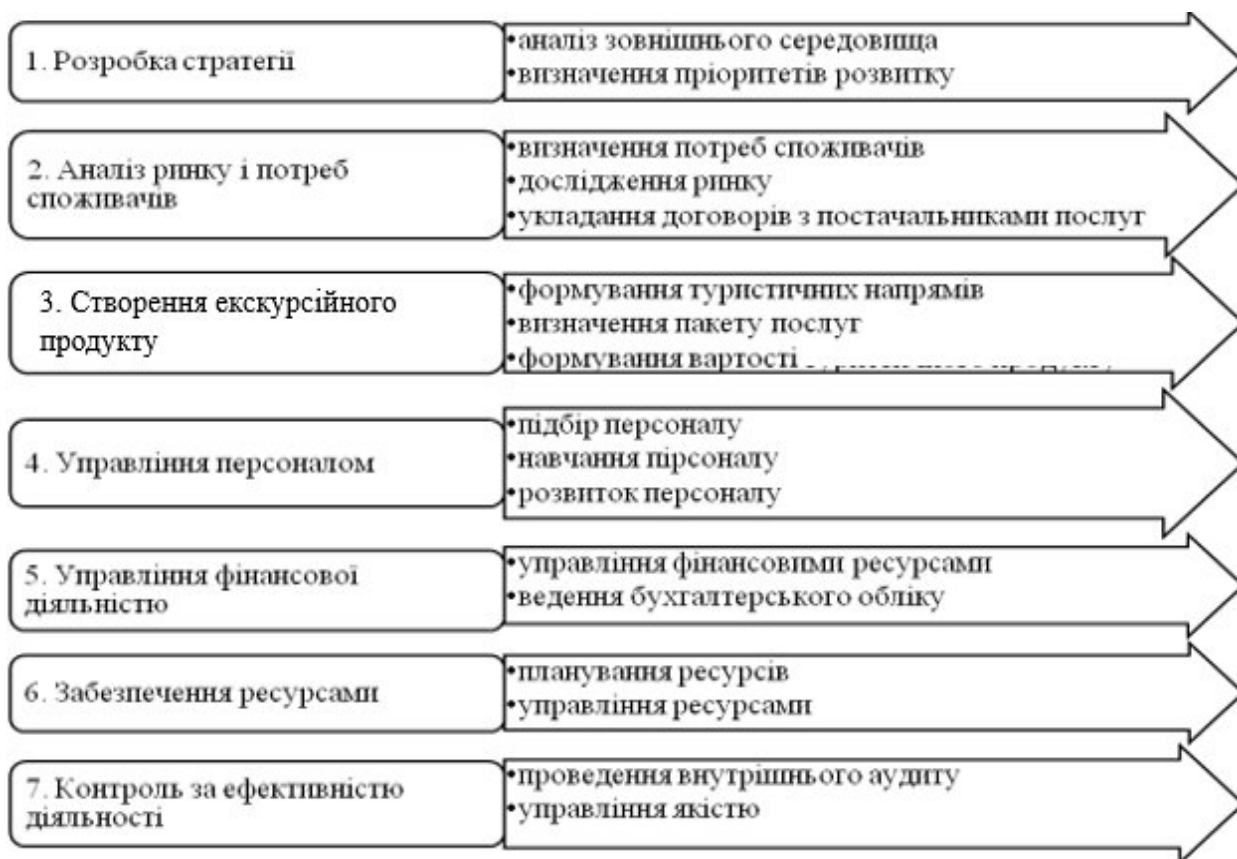 1. Розробка стратегії
•аналіз зовнішнього середовища
•визначення пріоритетів розвитку
2. Аналіз ринку і потреб
споживачів
•визначення потреб споживачів
•дослідження ринку
•укладання договорів з постачальниками послуг
3. Створення екскурсійного
продукту
•формування туристичних напрямів
•визначення пакету послуг
•формування вартості
4. Управління персоналом
•підбір персоналу
•навчання пірсоналу
•розвиток персоналу
5. Управління фінансової
діяльністю
•управління фінансовими ресурсами
•ведення бухгалтерського обліку
6. Забезпечення ресурсами
•планування ресурсів
•управління ресурсами
7. Контроль за ефективністю
діяльності
•проведення внутрішнього аудиту
•управління якістю